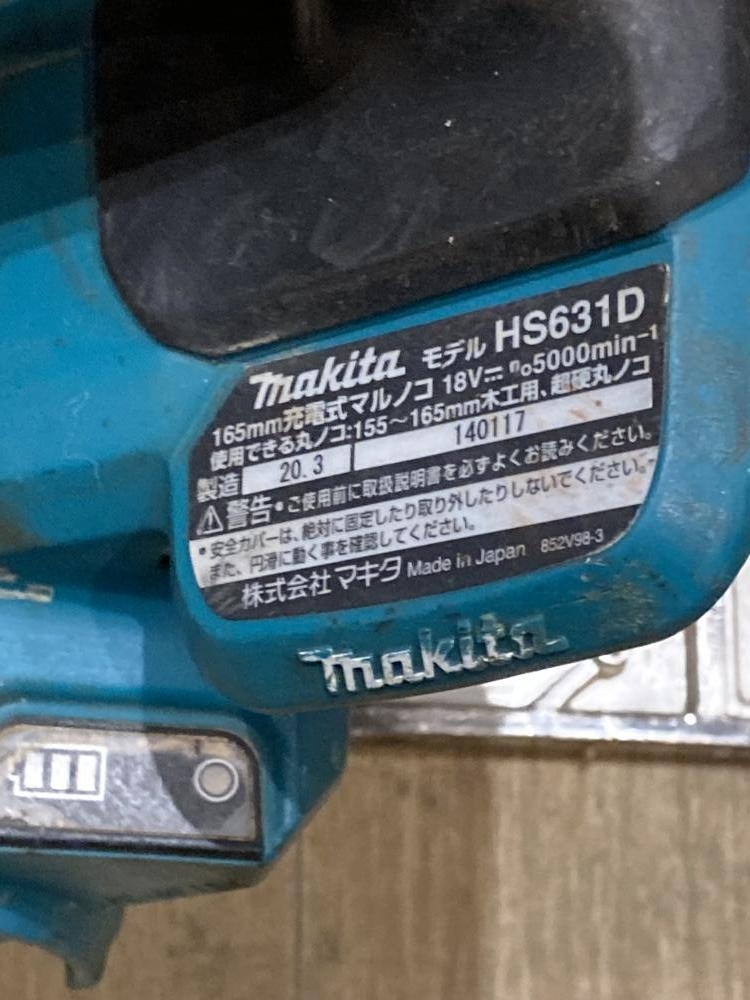 makita モデル HS631D
165mm充電式マルノコ 18V⎓ n₀5000min⁻¹
使用できる丸ノコ:155～165mm木工用、超硬丸ノコ
製造 20.3 140117
⚠警告・ご使用前に取扱説明書を必ずよくお読みください。
・安全カバーは、絶対に固定したり取り外したりしないでください。
また、円滑に動く事を確認してください。
株式会社マキタ Made in Japan 852V98-3
makita